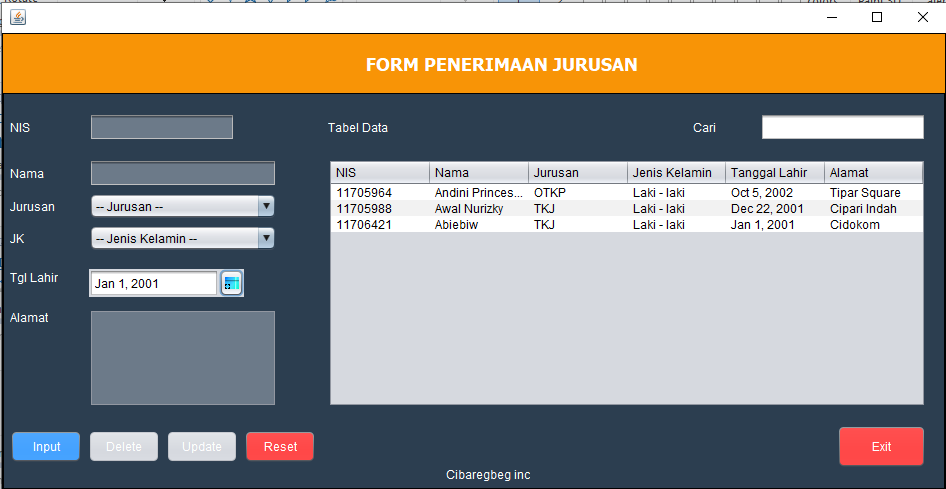 FORM PENERIMAAN JURUSAN
NIS
Tabel Data
Cari
Nama
Jurusan
-- Jurusan --
JK
-- Jenis Kelamin --
Tgl Lahir
Jan 1, 2001
Alamat
NIS Nama Jurusan Jenis Kelamin Tanggal Lahir Alamat
11705964 Andini Princes... OTKP Laki - laki Oct 5, 2002 Tipar Square
11705988 Awal Nurizky TKJ Laki - laki Dec 22, 2001 Cipari Indah
11706421 Abiebiw TKJ Laki - laki Jan 1, 2001 Cidokom
Input Delete Update Reset Exit
Cibaregbeg inc